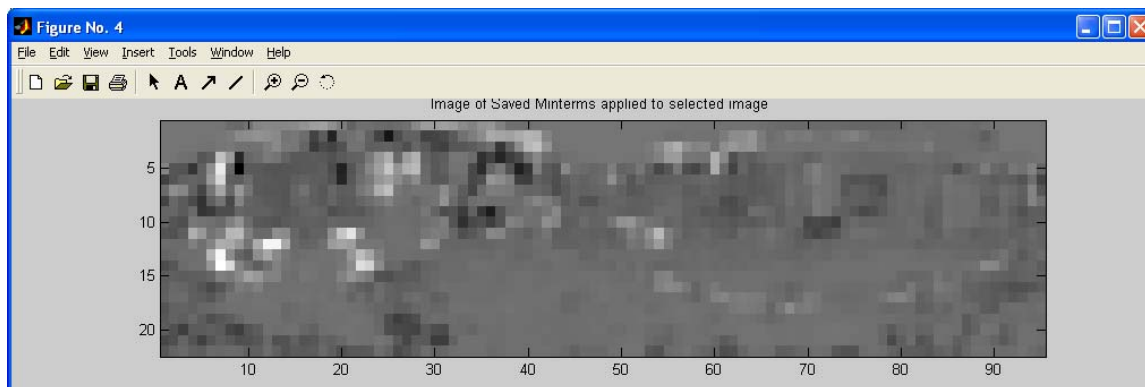 Figure No. 4
File Edit View Insert Tools Window Help
A
Image of Saved Minterms applied to selected image
5
10
15
20
10 20 30 40 50 60 70 80 90